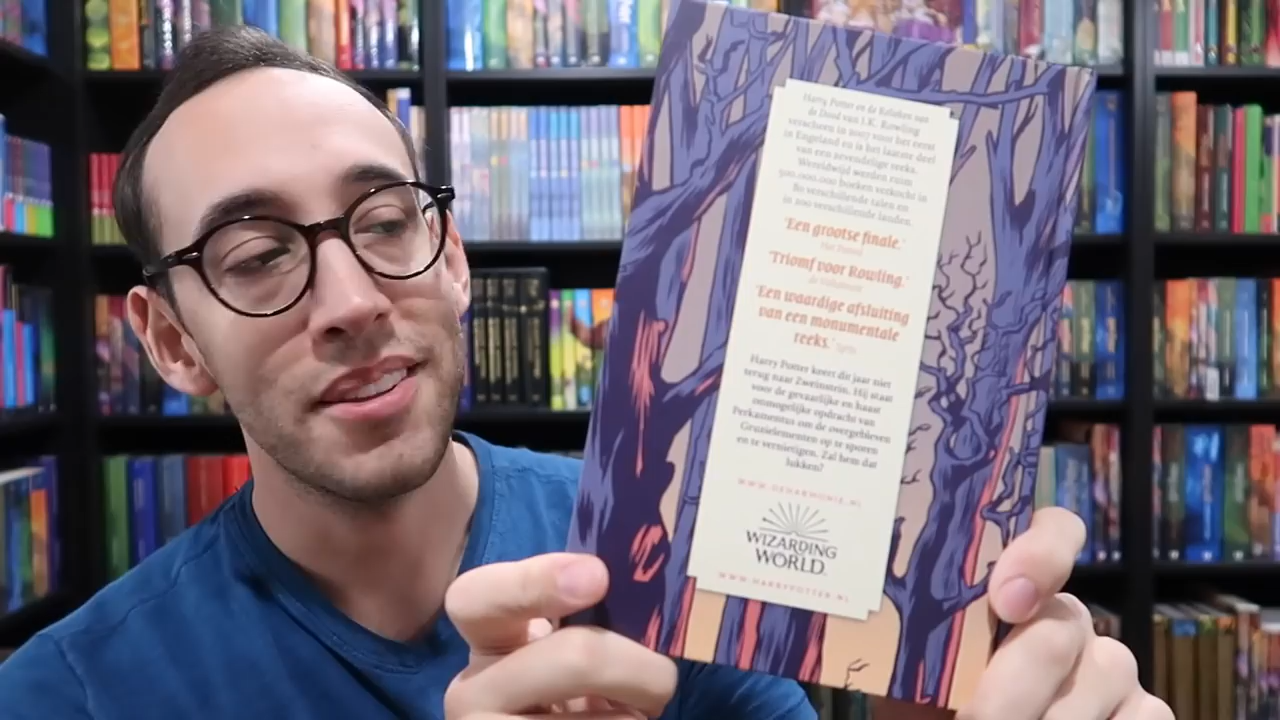 Harry Potter en de Relieken van
de Dood van J.K. Rowling
verscheen in 2007 voor het eerst
in Engeland en is het laatste deel
van een zevendelige reeks.
Wereldwijd werden ruim
500.000.000 boeken verkocht in
80 verschillende talen en
in 200 verschillende landen.
'Een grootse finale.'
Het Parool
'Triomf voor Rowling.'
de Volkskrant
'Een waardige afsluiting
van een monumentale
reeks.'
Harry Potter keert dit jaar niet
terug naar Zweinstein. Hij staat
voor de gevaarlijke en haast
onmogelijke opdracht van
Perkamentus om de overgebleven
Gruzielementen op te sporen
en te vernietigen. Zal hem dat
lukken?
WWW.DEHARMONIE.NL
WIZARDING
WORLD
WWW.HARRYPOTTER.NL